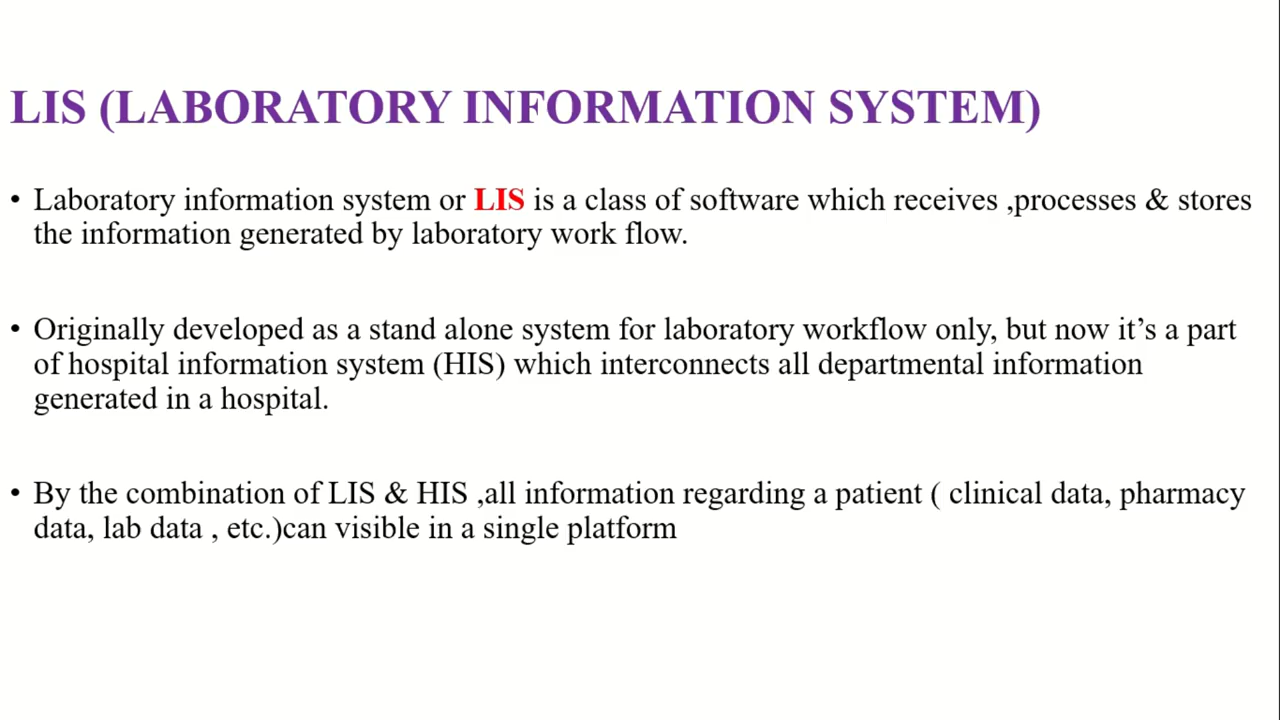 LIS (LABORATORY INFORMATION SYSTEM)
• Laboratory information system or LIS is a class of software which receives ,processes & stores
the information generated by laboratory work flow.
• Originally developed as a stand alone system for laboratory workflow only, but now it’s a part
of hospital information system (HIS) which interconnects all departmental information
generated in a hospital.
• By the combination of LIS & HIS ,all information regarding a patient ( clinical data, pharmacy
data, lab data , etc.)can visible in a single platform